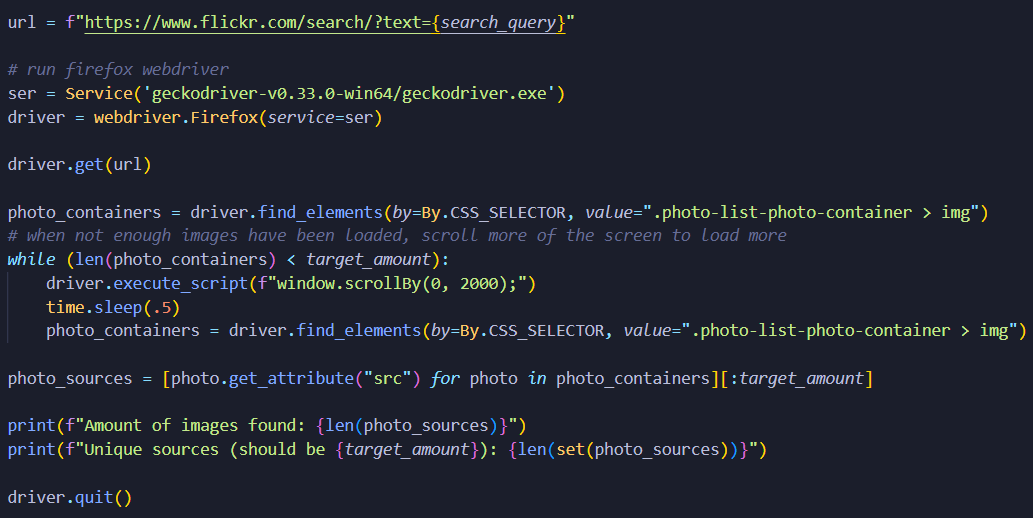 url = f"https://www.flickr.com/search/?text={search_query}"
# run firefox webdriver
ser = Service('geckodriver-v0.33.0-win64/geckodriver.exe')
driver = webdriver.Firefox(service=ser)
driver.get(url)
photo_containers = driver.find_elements(by=By.CSS_SELECTOR, value=".photo-list-photo-container > img")
# when not enough images have been loaded, scroll more of the screen to load more
while (len(photo_containers) < target_amount):
    driver.execute_script(f"window.scrollBy(0, 2000);")
    time.sleep(.5)
    photo_containers = driver.find_elements(by=By.CSS_SELECTOR, value=".photo-list-photo-container > img")
photo_sources = [photo.get_attribute("src") for photo in photo_containers][:target_amount]
print(f"Amount of images found: {len(photo_sources)}")
print(f"Unique sources (should be {target_amount}): {len(set(photo_sources))}")
driver.quit()